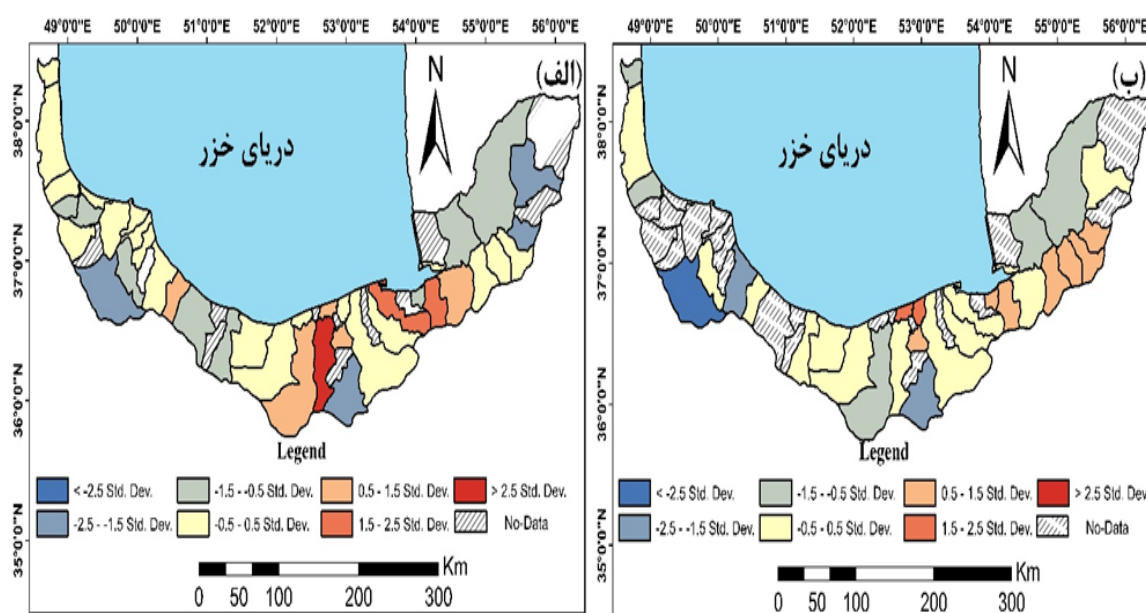 49°0'0"E 50°0'0"E 51°0'0"E 52°0'0"E 53°0'0"E 54°0'0"E 55°0'0"E 56°0'0"E
(الف)
N
38°0'0"N
دریای خزر
37°0'0"N
36°0'0"N
35°0'0"N
Legend
< -2.5 Std. Dev. -1.5 - -0.5 Std. Dev. 0.5 - 1.5 Std. Dev. > 2.5 Std. Dev.
-2.5 - -1.5 Std. Dev. -0.5 - 0.5 Std. Dev. 1.5 - 2.5 Std. Dev. No-Data
Km
0 50 100 200 300
49°0'0"E 50°0'0"E 51°0'0"E 52°0'0"E 53°0'0"E 54°0'0"E 55°0'0"E
(ب)
N
38°0'0"N
دریای خزر
37°0'0"N
36°0'0"N
35°0'0"N
Legend
< -2.5 Std. Dev. -1.5 - -0.5 Std. Dev. 0.5 - 1.5 Std. Dev. > 2.5 Std. Dev.
-2.5 - -1.5 Std. Dev. -0.5 - 0.5 Std. Dev. 1.5 - 2.5 Std. Dev. No-Data
Km
0 50 100 200 300